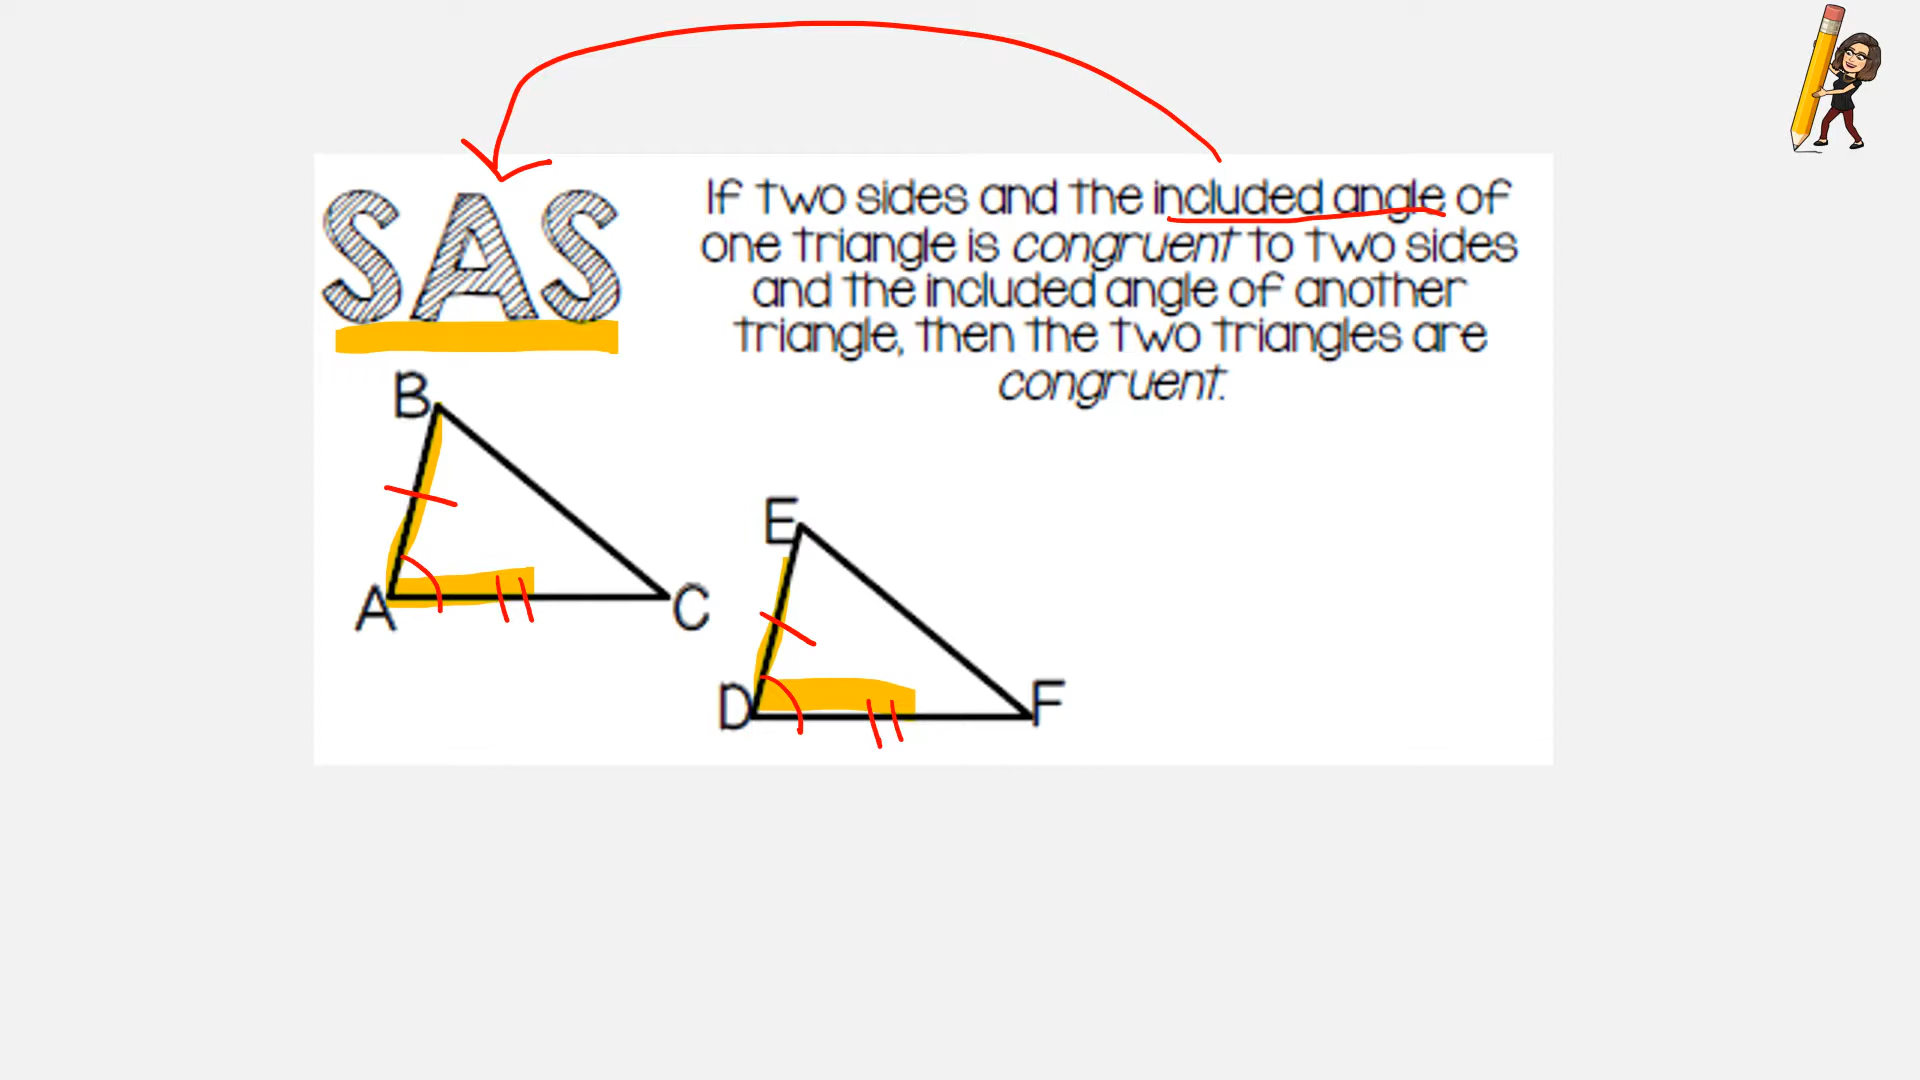 SAS
If two sides and the included angle of
one triangle is congruent to two sides
and the included angle of another
triangle, then the two triangles are
congruent.
B
A
C
E
D
F